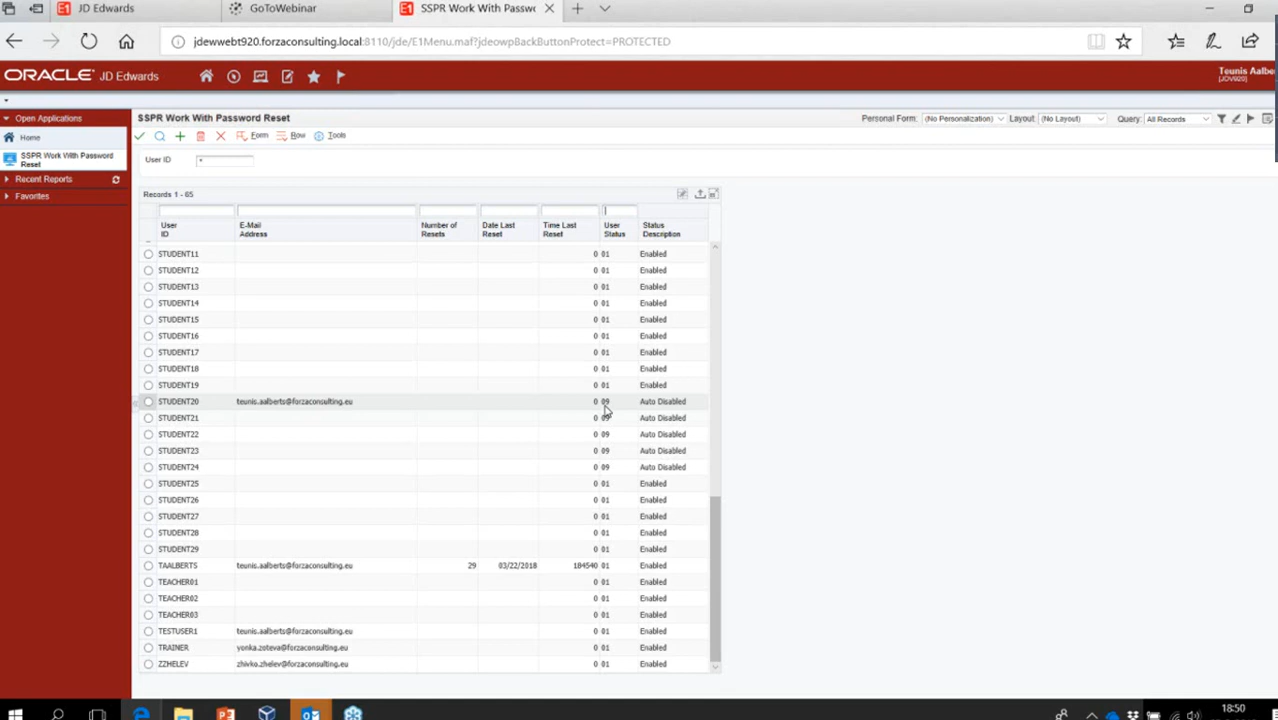 JD Edwards
GoToWebinar
SSPR Work With Passwo
jdewwebt920.forzaconsulting.local:8110/jde/E1Menu.maf?jdeowpBackButtonProtect=PROTECTED
ORACLE JD Edwards
Teunis Aalbe
[JDV920]
Open Applications
Home
SSPR Work With Password
Reset
Recent Reports
Favorites
SSPR Work With Password Reset
Personal Form: (No Personalization) Layout: (No Layout) Query: All Records
Form Row Tools
User ID *
Records 1 - 65
User ID E-Mail Address Number of Resets Date Last Reset Time Last Reset User Status Status Description
STUDENT11 0 01 Enabled
STUDENT12 0 01 Enabled
STUDENT13 0 01 Enabled
STUDENT14 0 01 Enabled
STUDENT15 0 01 Enabled
STUDENT16 0 01 Enabled
STUDENT17 0 01 Enabled
STUDENT18 0 01 Enabled
STUDENT19 0 01 Enabled
STUDENT20 teunis.aalberts@forzaconsulting.eu 0 09 Auto Disabled
STUDENT21 0 09 Auto Disabled
STUDENT22 0 09 Auto Disabled
STUDENT23 0 09 Auto Disabled
STUDENT24 0 09 Auto Disabled
STUDENT25 0 01 Enabled
STUDENT26 0 01 Enabled
STUDENT27 0 01 Enabled
STUDENT28 0 01 Enabled
STUDENT29 0 01 Enabled
TAALBERTS teunis.aalberts@forzaconsulting.eu 29 03/22/2018 184540 01 Enabled
TEACHER01 0 01 Enabled
TEACHER02 0 01 Enabled
TEACHER03 0 01 Enabled
TESTUSER1 teunis.aalberts@forzaconsulting.eu 0 01 Enabled
TRAINER yonka.zoteva@forzaconsulting.eu 0 01 Enabled
ZZHELEV zhivko.zhelev@forzaconsulting.eu 0 01 Enabled
18:50